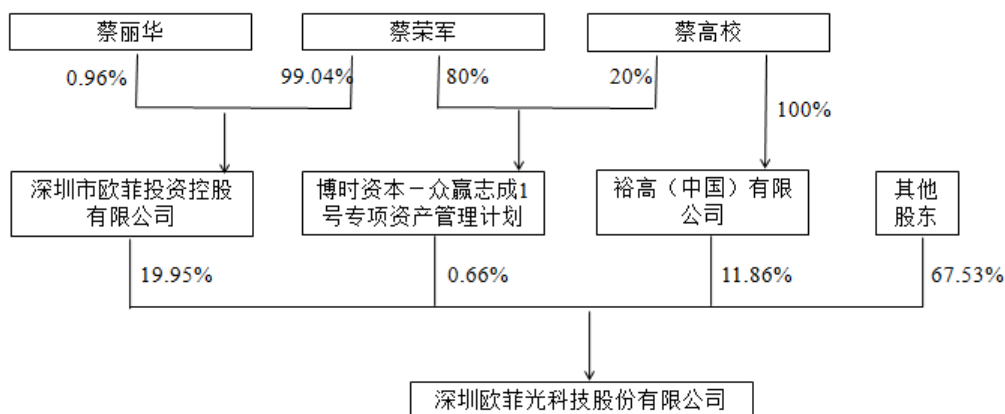 蔡丽华
蔡荣军
蔡高校
0.96%
99.04%
80%
20%
100%
深圳市欧菲投资控股
有限公司
博时资本－众赢志成1
号专项资产管理计划
裕高（中国）有限
公司
其他
股东
19.95%
0.66%
11.86%
67.53%
深圳欧菲光科技股份有限公司